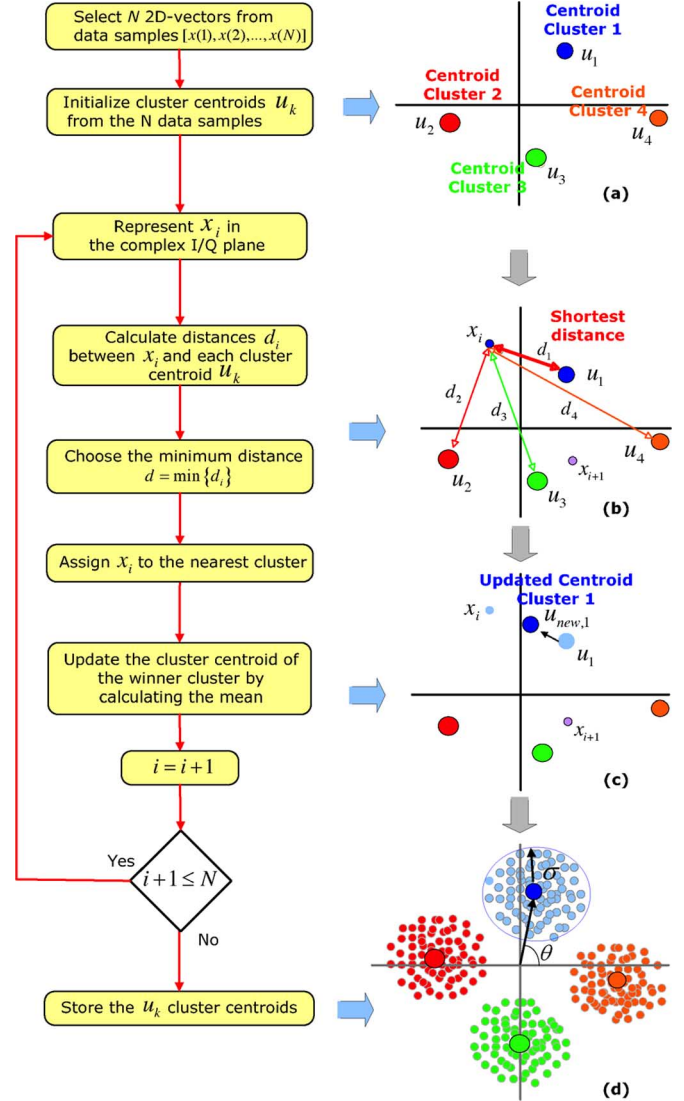 Select N 2D-vectors from
data samples [x(1), x(2),..., x(N)]
Initialize cluster centroids u_k
from the N data samples
Represent x_i in
the complex I/Q plane
Calculate distances d_i
between x_i and each cluster
centroid u_k
Choose the minimum distance
d = min{d_i}
Assign x_i to the nearest cluster
Update the cluster centroid of
the winner cluster by
calculating the mean
i = i+1
Yes
i+1 ≤ N
No
Store the u_k cluster centroids
Centroid
Cluster 1
u_1
Centroid
Cluster 2
u_2
Centroid
Cluster 4
u_4
Centroid
Cluster 3
u_3
(a)
Shortest
distance
x_i
d_1
u_1
d_2
d_3
d_4
u_2
u_3
u_4
x_{i+1}
(b)
Updated Centroid
Cluster 1
x_i
u_{new,1}
u_1
x_{i+1}
(c)
σ
θ
(d)